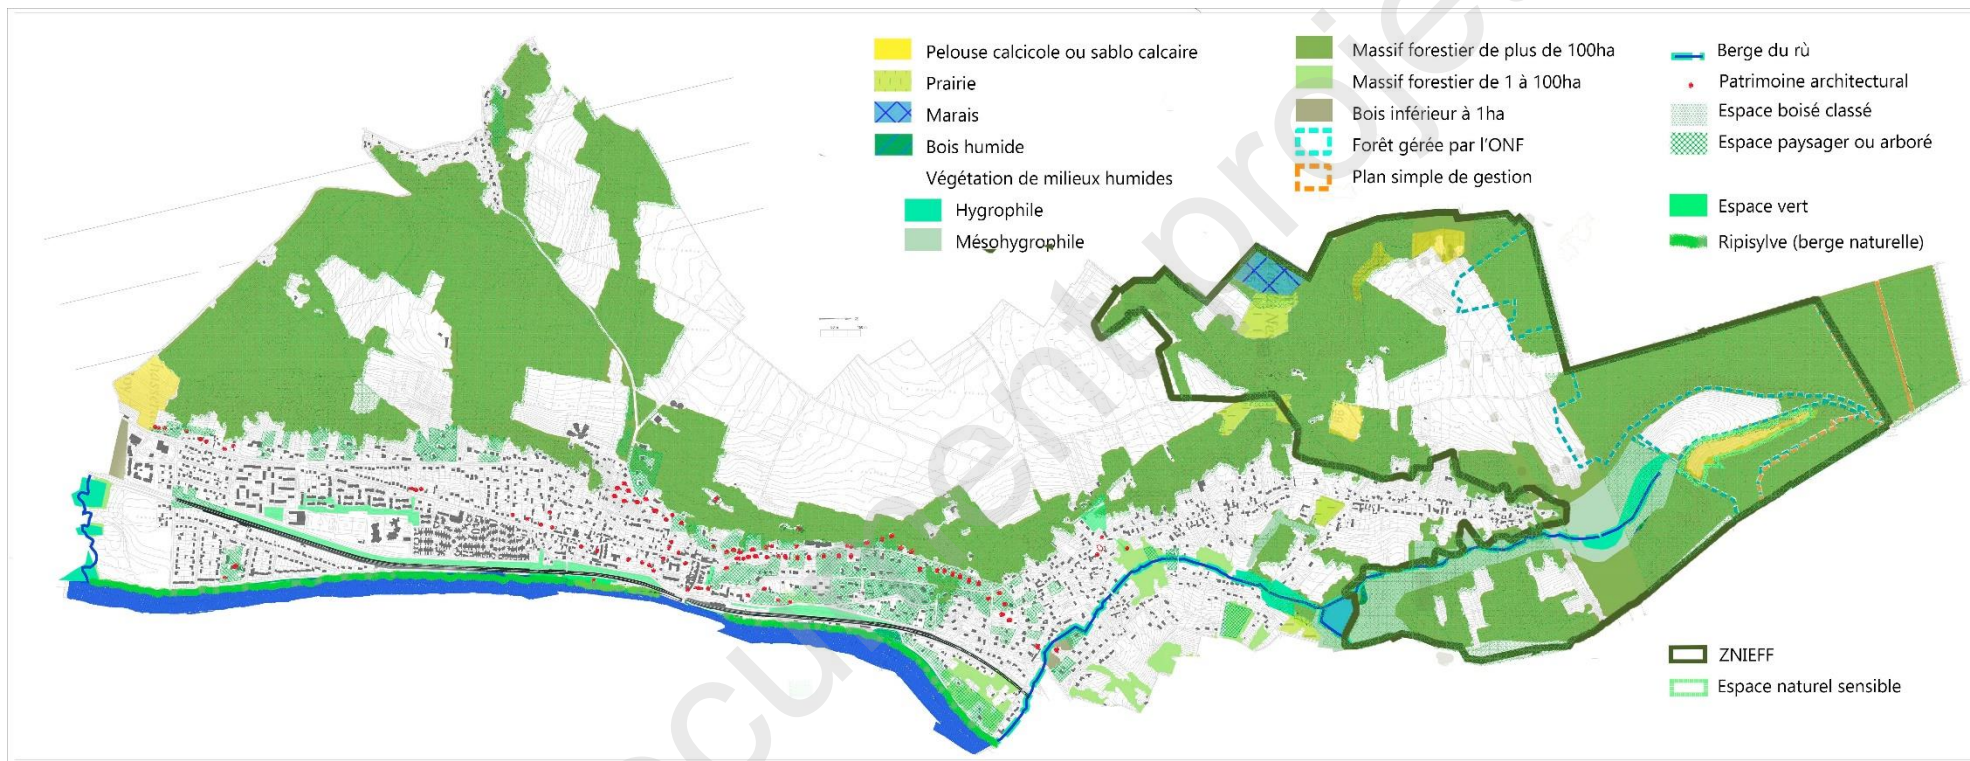 Pelouse calcicole ou sablo calcaire
Prairie
Marais
Bois humide
Végétation de milieux humides
Hygrophile
Mésohygrophile
Massif forestier de plus de 100ha
Massif forestier de 1 à 100ha
Bois inférieur à 1ha
Forêt gérée par l'ONF
Plan simple de gestion
Berge du rù
Patrimoine architectural
Espace boisé classé
Espace paysager ou arboré
Espace vert
Ripisylve (berge naturelle)
ZNIEFF
Espace naturel sensible
cument proje